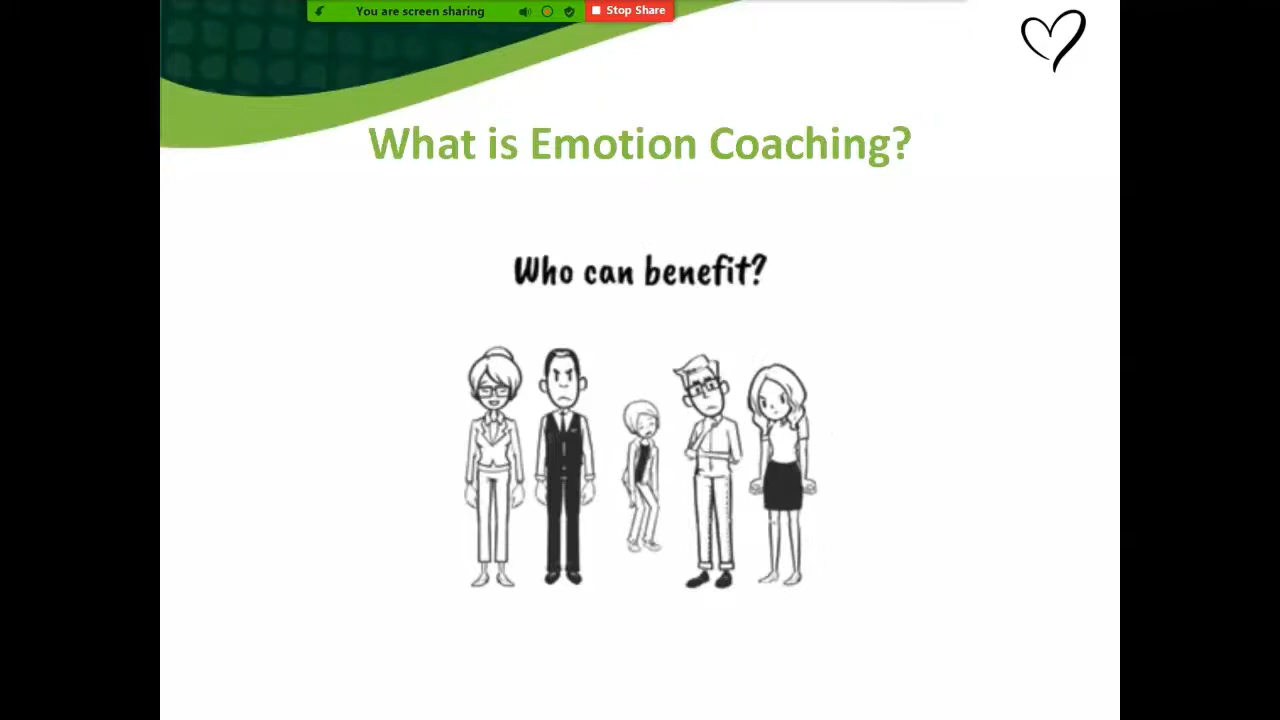 You are screen sharing
Stop Share
What is Emotion Coaching?
Who can benefit?